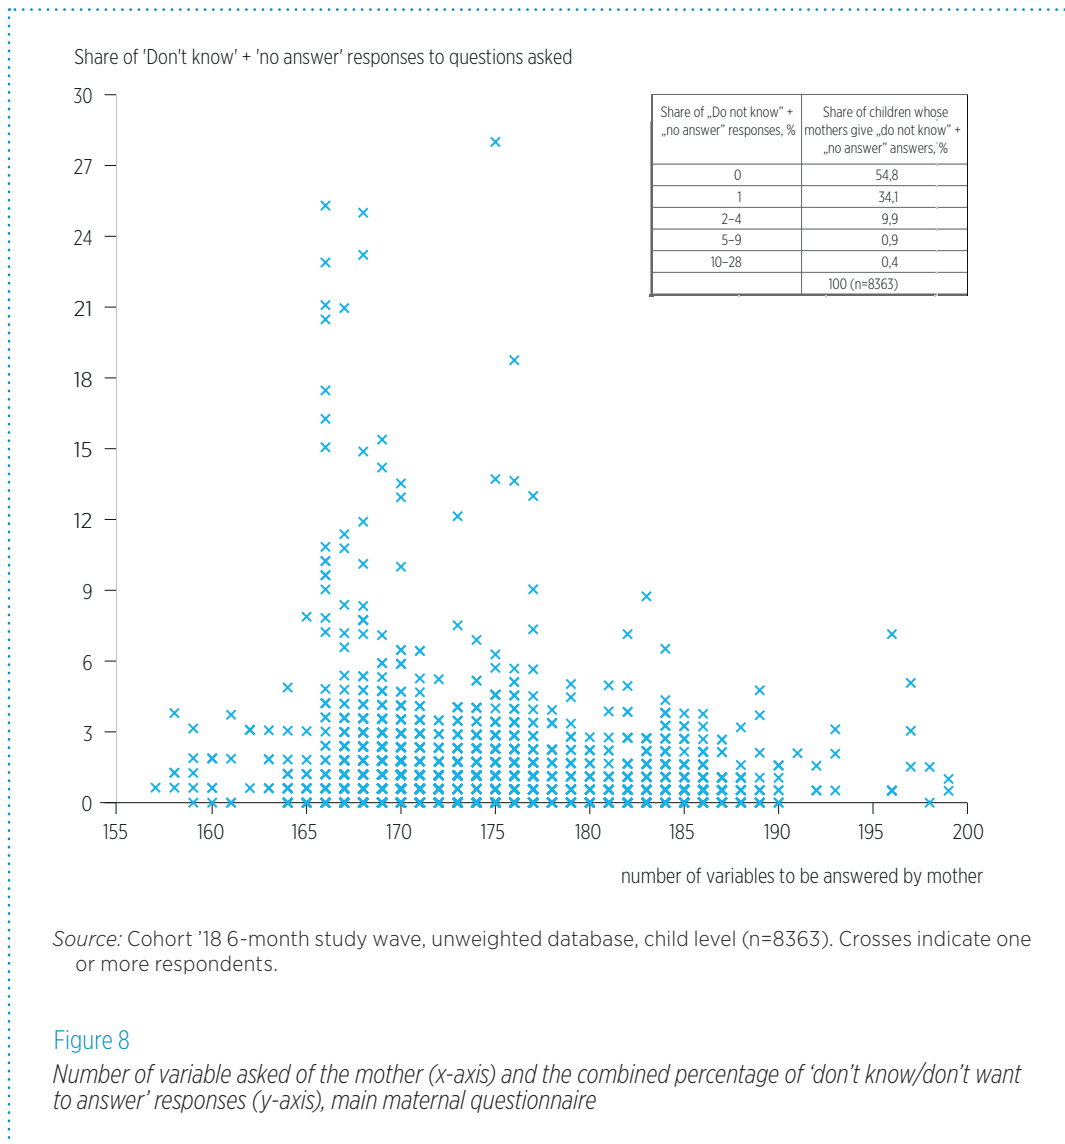 Share of 'Don't know' + 'no answer' responses to questions asked
30
27
24
21
18
15
12
9
6
3
0
155 160 165 170 175 180 185 190 195 200
number of variables to be answered by mother
Share of „Do not know” + „no answer” responses, %
Share of children whose mothers give „do not know” + „no answer” answers, %
0 54,8
1 34,1
2–4 9,9
5–9 0,9
10–28 0,4
100 (n=8363)
Source: Cohort ’18 6-month study wave, unweighted database, child level (n=8363). Crosses indicate one
or more respondents.
Figure 8
Number of variable asked of the mother (x-axis) and the combined percentage of ‘don’t know/don’t want
to answer’ responses (y-axis), main maternal questionnaire